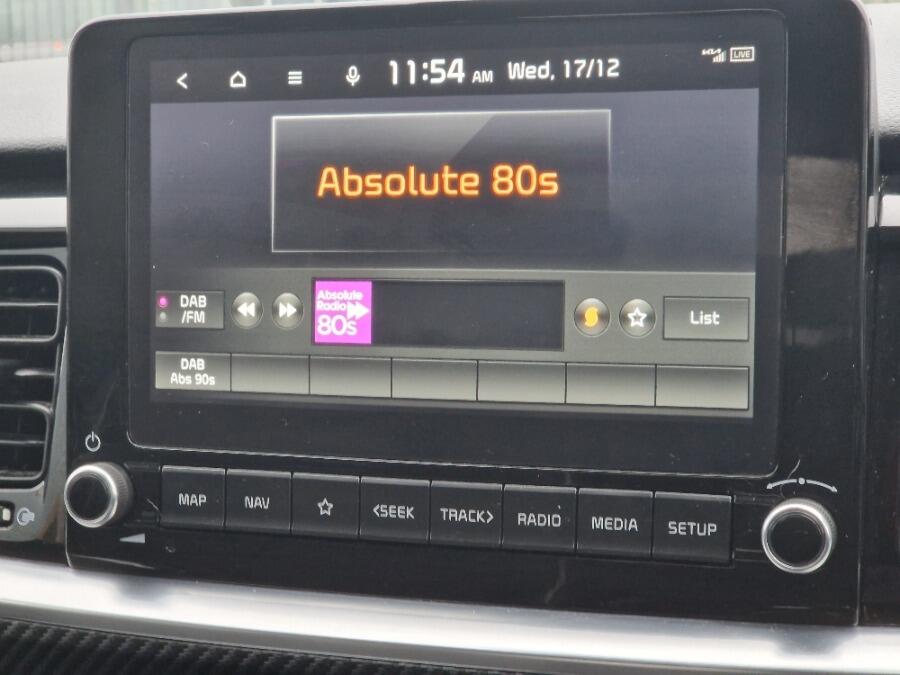 11:54 AM Wed, 17/12
KIA
LIVE
Absolute 80s
DAB
/FM
Absolute
Radio
80s
List
DAB
Abs 90s
MAP
NAV
<SEEK
TRACK>
RADIO
MEDIA
SETUP